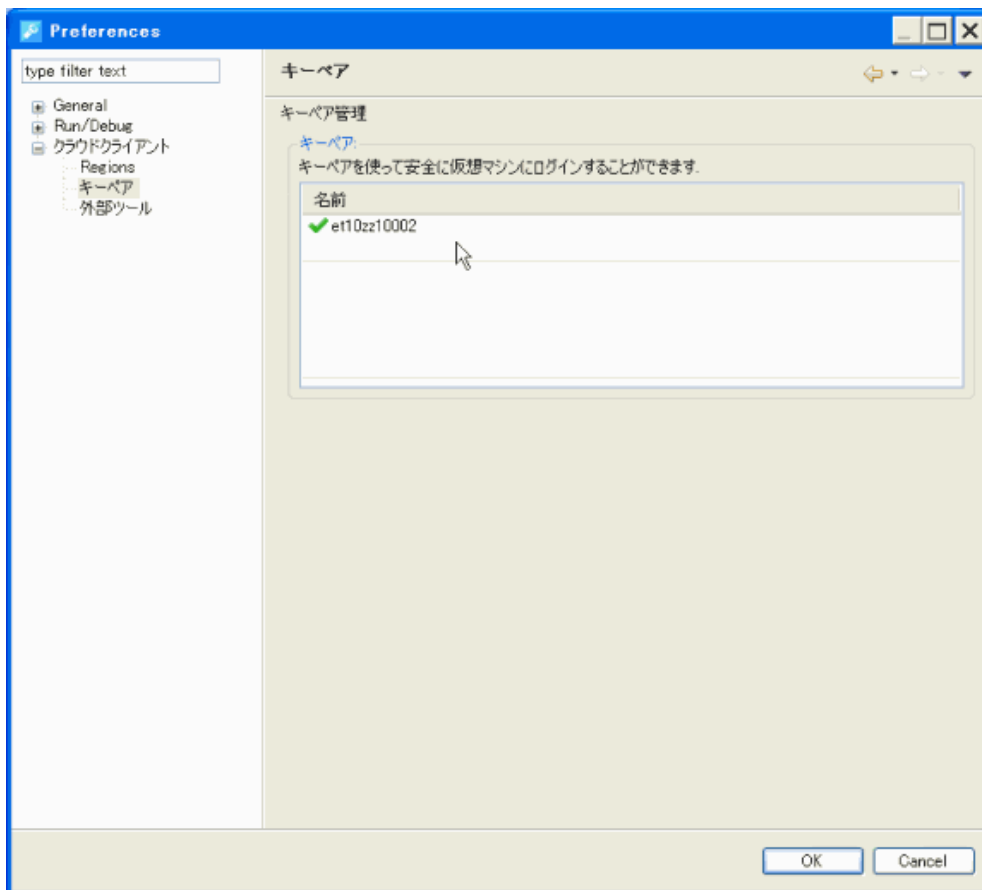 Preferences
type filter text
General
Run/Debug
クラウドクライアント
Regions
キーペア
外部ツール
キーペア
キーペア管理
キーペア:
キーペアを使って安全に仮想マシンにログインすることができます.
名前
et10zz10002
OK
Cancel